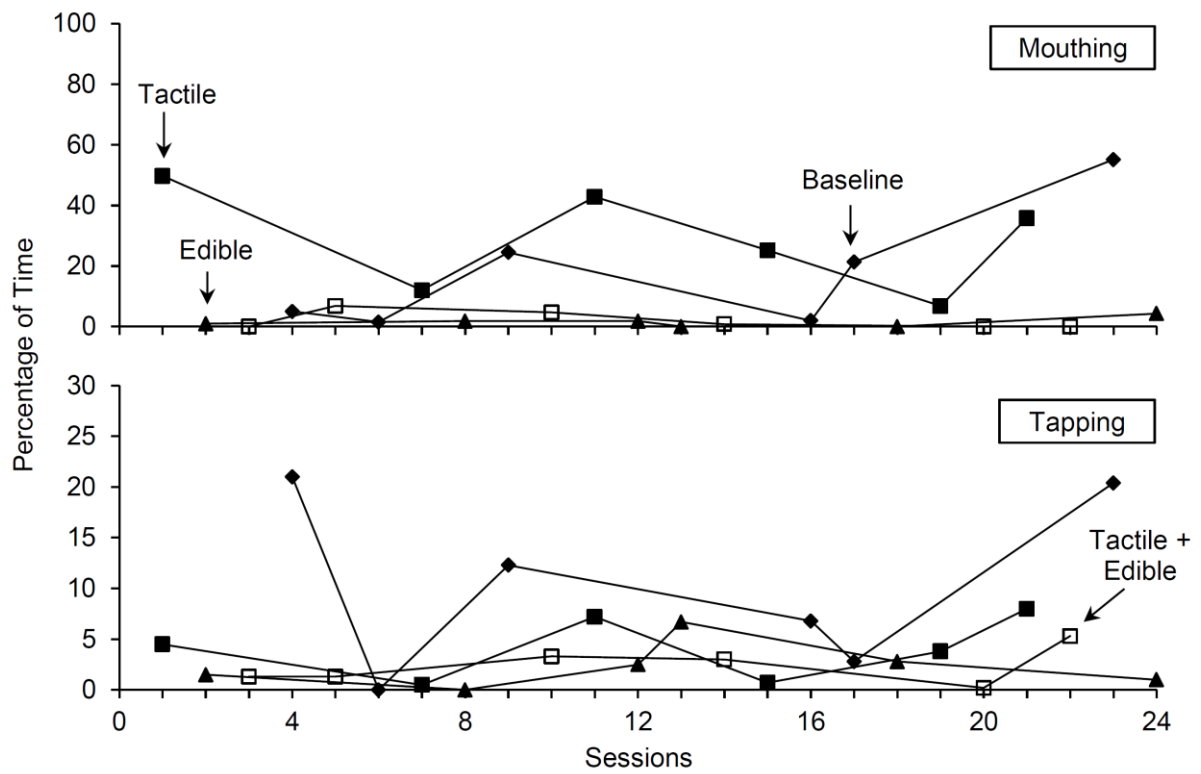 100
Mouthing
80
Tactile
60
Baseline
40
Edible
20
0
Percentage of Time
30
Tapping
25
20
15
Tactile +
Edible
10
5
0
0 4 8 12 16 20 24
Sessions